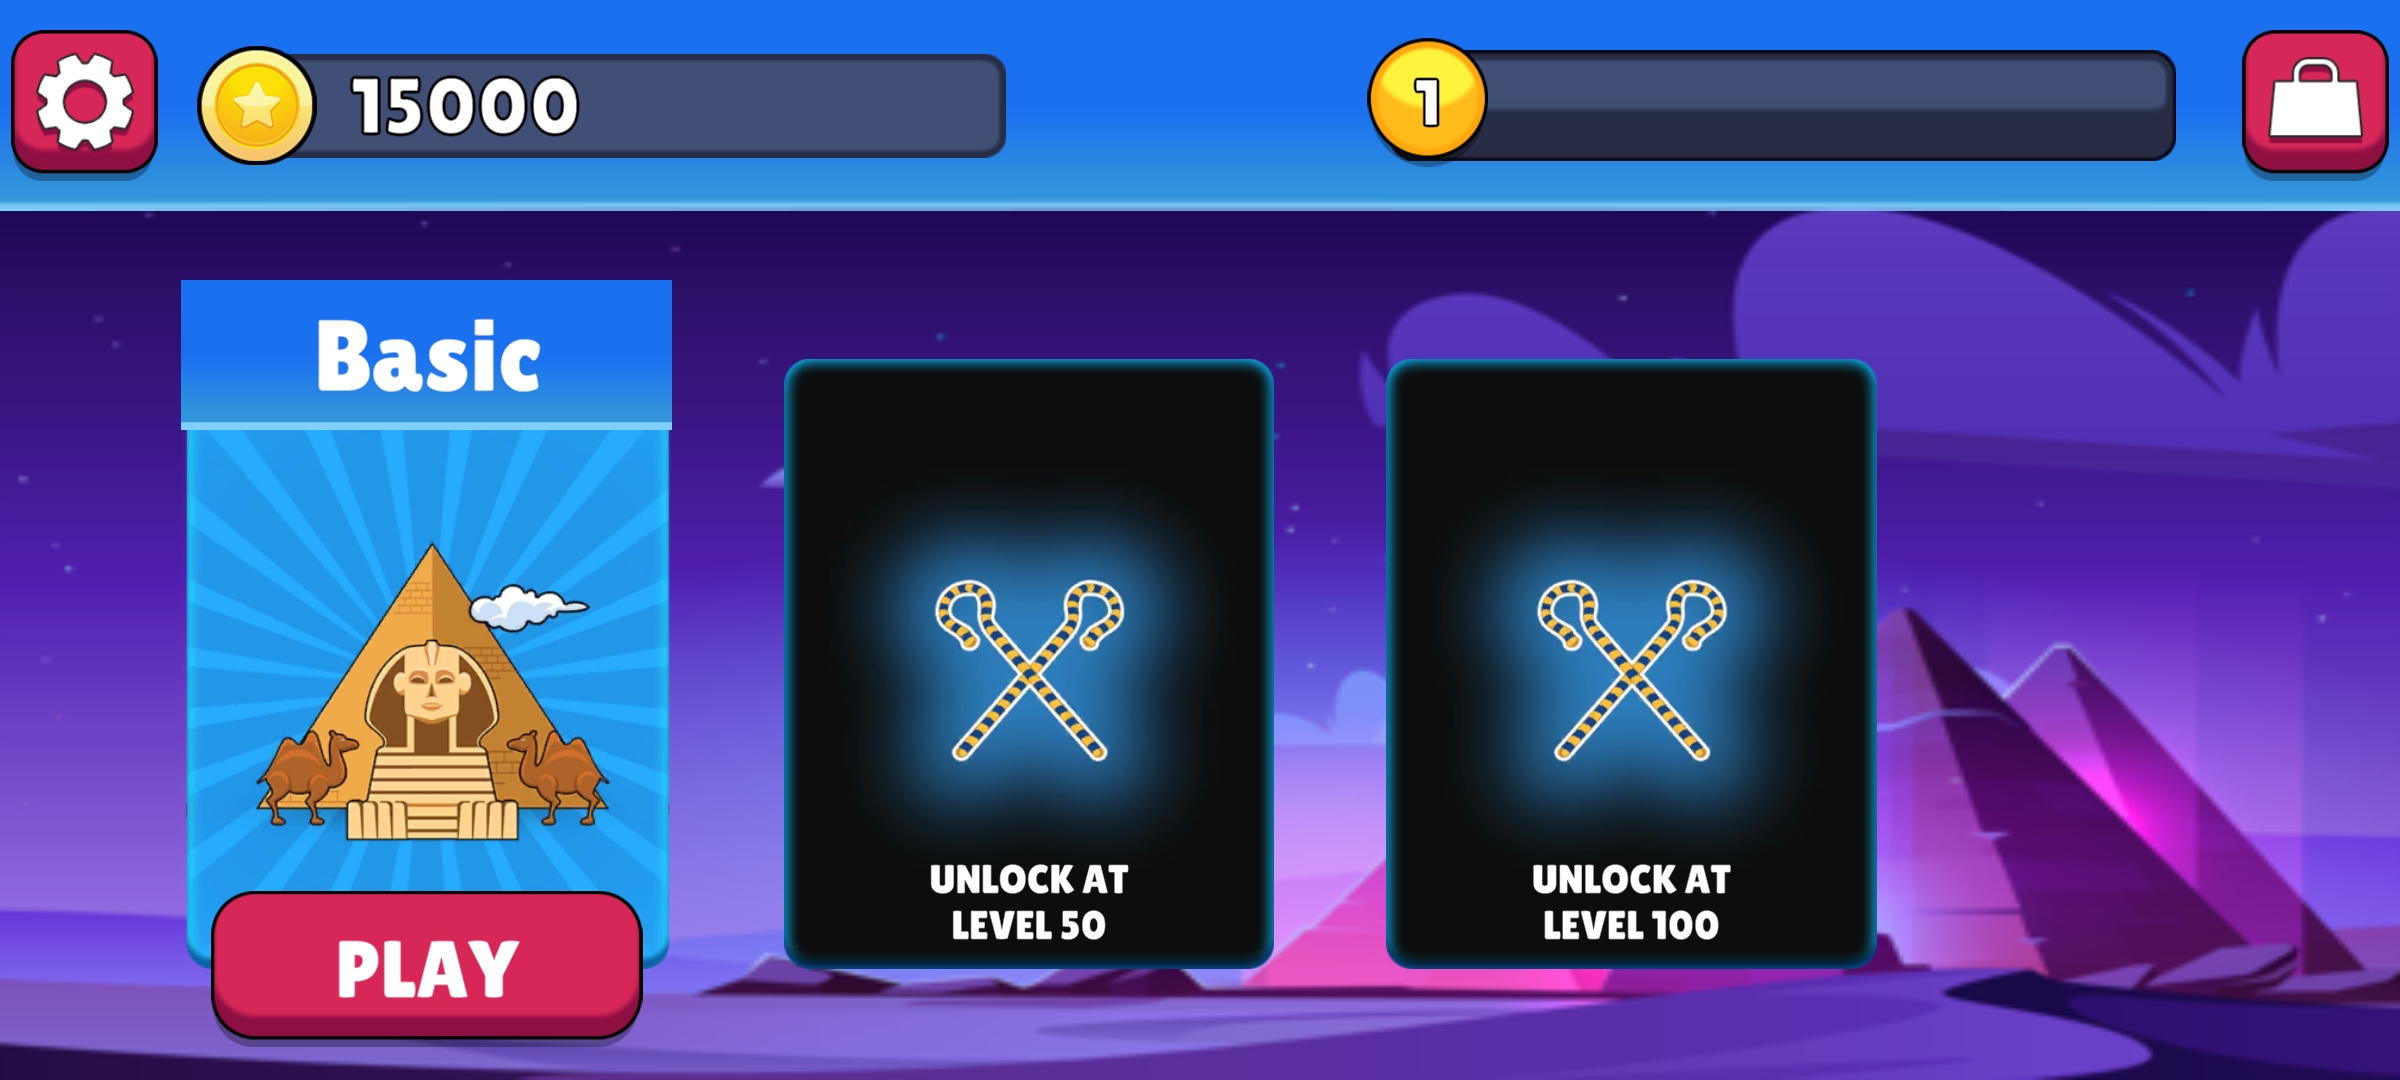 15000
1
Basic
PLAY
UNLOCK AT
LEVEL 50
UNLOCK AT
LEVEL 100